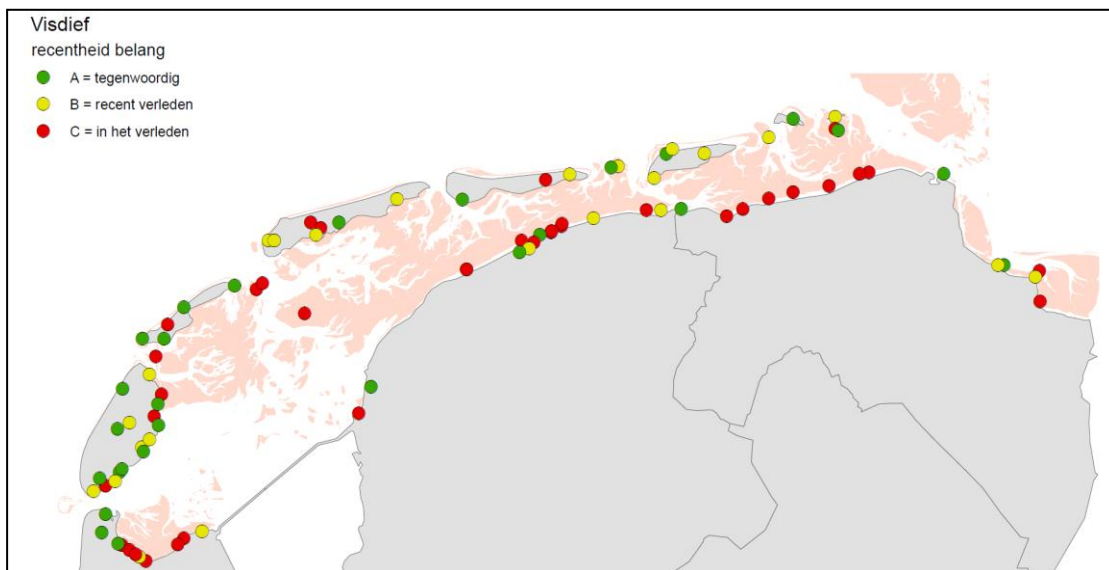 Visdief
recentheid belang
A = tegenwoordig
B = recent verleden
C = in het verleden